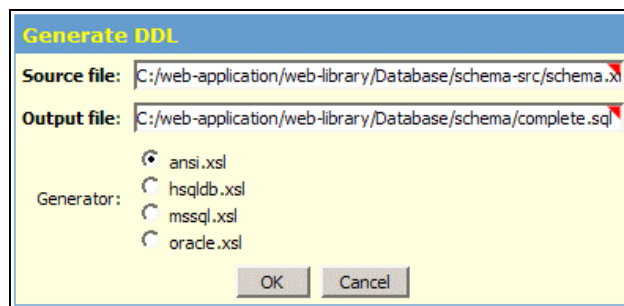 Generate DDL
Source file: C:/web-application/web-library/Database/schema-src/schema.x
Output file: C:/web-application/web-library/Database/schema/complete.sql
ansi.xsl
hsqldb.xsl
Generator:
mssql.xsl
oracle.xsl
OK Cancel